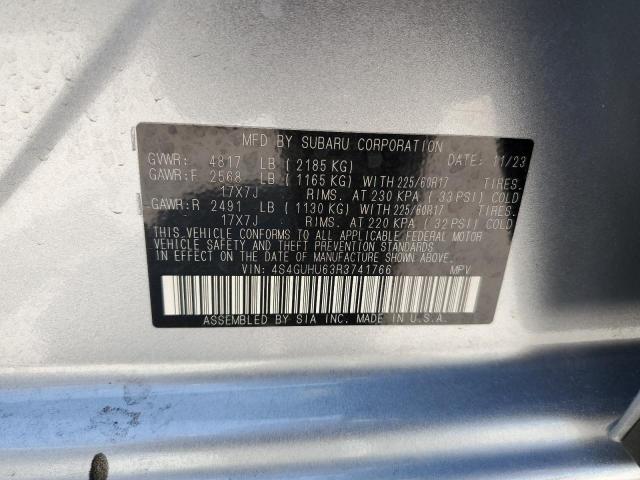 MFD BY SUBARU CORPORATION
GVWR: 4817 LB ( 2185 KG) DATE: 11/23
GAWR:F 2568 LB ( 1165 KG) WITH 225/60R17 TIRES.
17X7J RIMS. AT 230 KPA ( 33 PSI) COLD
GAWR:R 2491 LB ( 1130 KG) WITH 225/60R17 TIRES.
17X7J RIMS. AT 220 KPA ( 32 PSI) COLD
THIS VEHICLE CONFORMS TO ALL APPLICABLE FEDERAL MOTOR
VEHICLE SAFETY AND THEFT PREVENTION STANDARDS
IN EFFECT ON THE DATE OF MANUFACTURE SHOWN ABOVE.
VIN: 4S4GUHU63R3741766 MPV
ASSEMBLED BY SIA INC. MADE IN U.S.A.